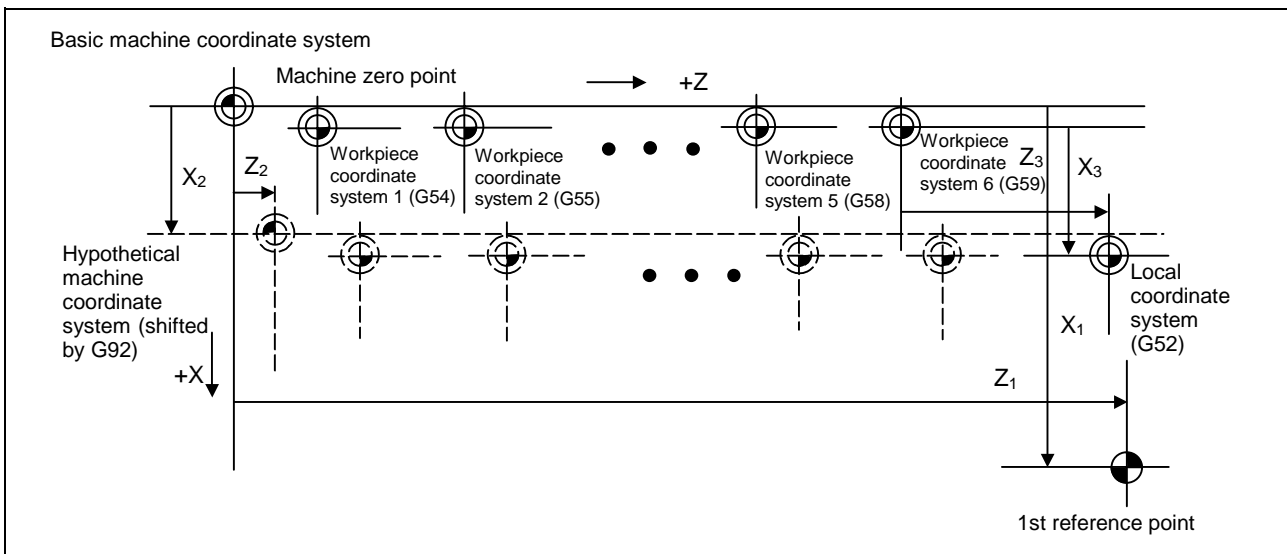 Basic machine coordinate system
Machine zero point
+Z
Workpiece
coordinate
system 1 (G54)
Workpiece
coordinate
system 2 (G55)
Workpiece
coordinate
system 5 (G58)
Workpiece
coordinate
system 6 (G59)
X₂
Z₂
Z₃
X₃
Hypothetical
machine
coordinate
system (shifted
by G92)
Local
coordinate
system
(G52)
X₁
+X
Z₁
1st reference point